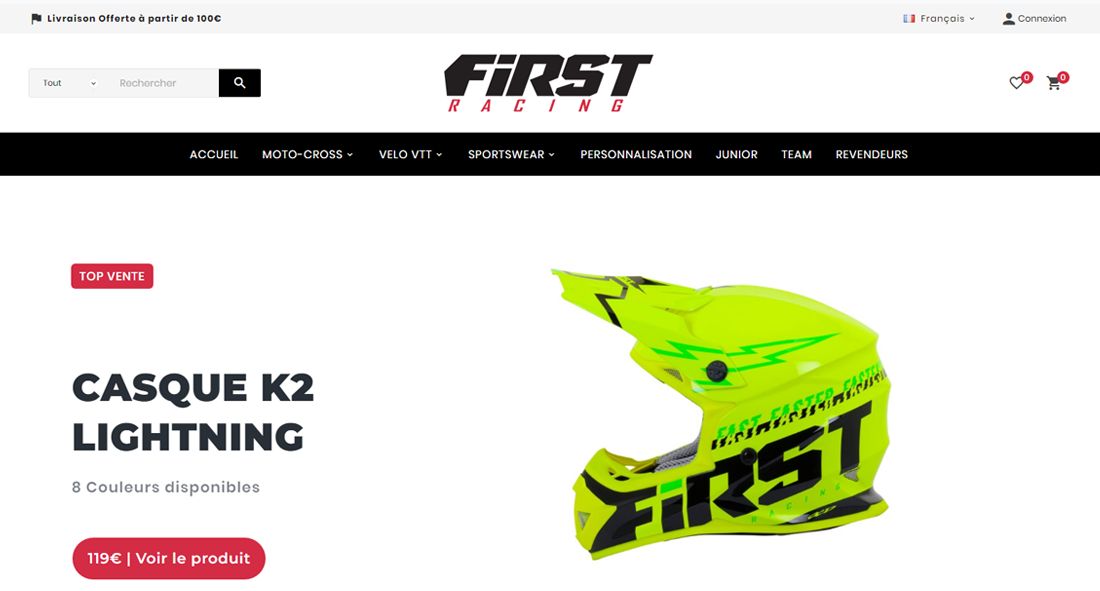 Livraison Offerte à partir de 100€
Français
Connexion
Tout
Rechercher
FiRST
RACING
0
0
ACCUEIL
MOTO-CROSS
VELO VTT
SPORTSWEAR
PERSONNALISATION
JUNIOR
TEAM
REVENDEURS
TOP VENTE
CASQUE K2
LIGHTNING
8 Couleurs disponibles
119€ | Voir le produit
FAST FASTER FASTEST
FiRST
RACING